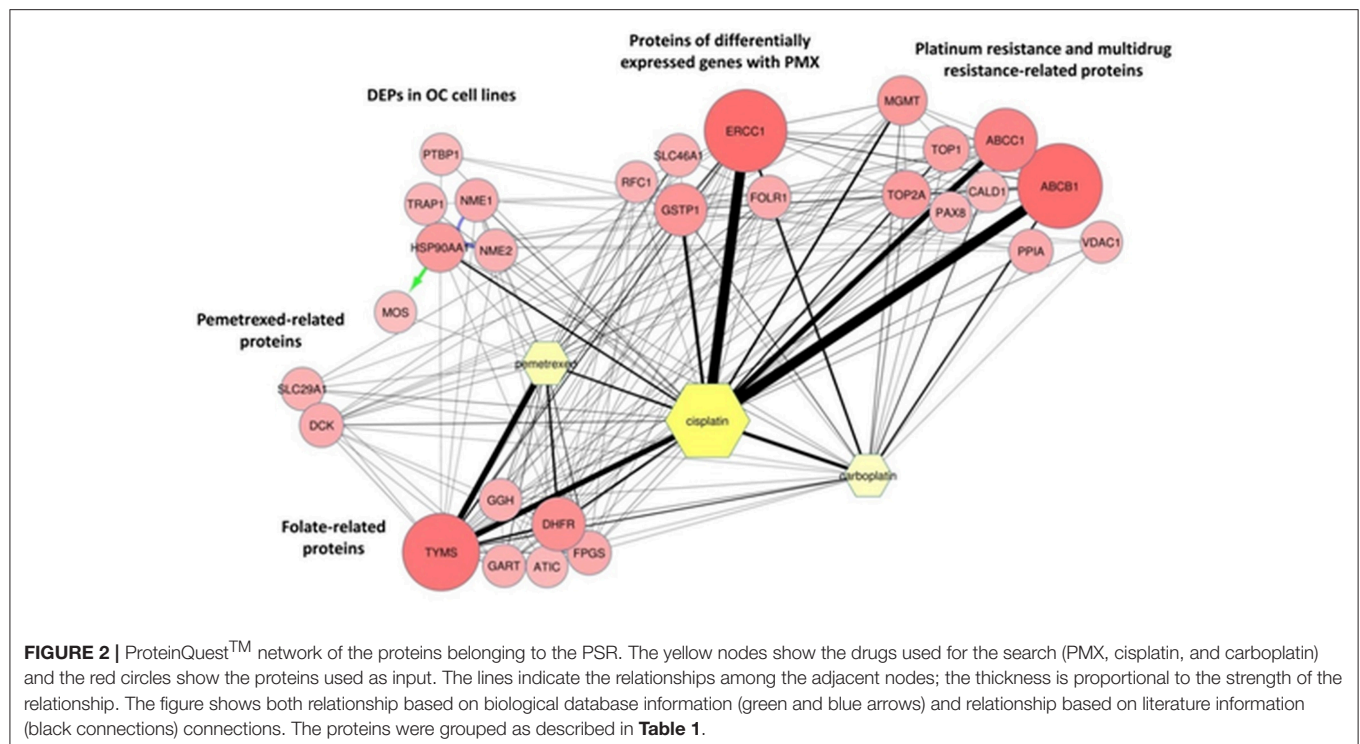 Proteins of differentially
expressed genes with PMX
Platinum resistance and multidrug
resistance-related proteins
DEPs in OC cell lines
MGMT
ERCC1
ABCC1
TOP1
PTBP1
SLC46A1
RFC1
ABCB1
CALD1
TOP2A
FOLR1
NME1
TRAP1
GSTP1
PAX8
HSP90AA1
NME2
PPIA
VDAC1
MOS
Pemetrexed-related
proteins
pemetrexed
SLC29A1
DCK
cisplatin
carboplatin
GGH
Folate-related
proteins
DHFR
TYMS
GART
ATIC
FPGS
FIGURE 2 | ProteinQuest™ network of the proteins belonging to the PSR. The yellow nodes show the drugs used for the search (PMX, cisplatin, and carboplatin)
and the red circles show the proteins used as input. The lines indicate the relationships among the adjacent nodes; the thickness is proportional to the strength of the
relationship. The figure shows both relationship based on biological database information (green and blue arrows) and relationship based on literature information
(black connections) connections. The proteins were grouped as described in Table 1.